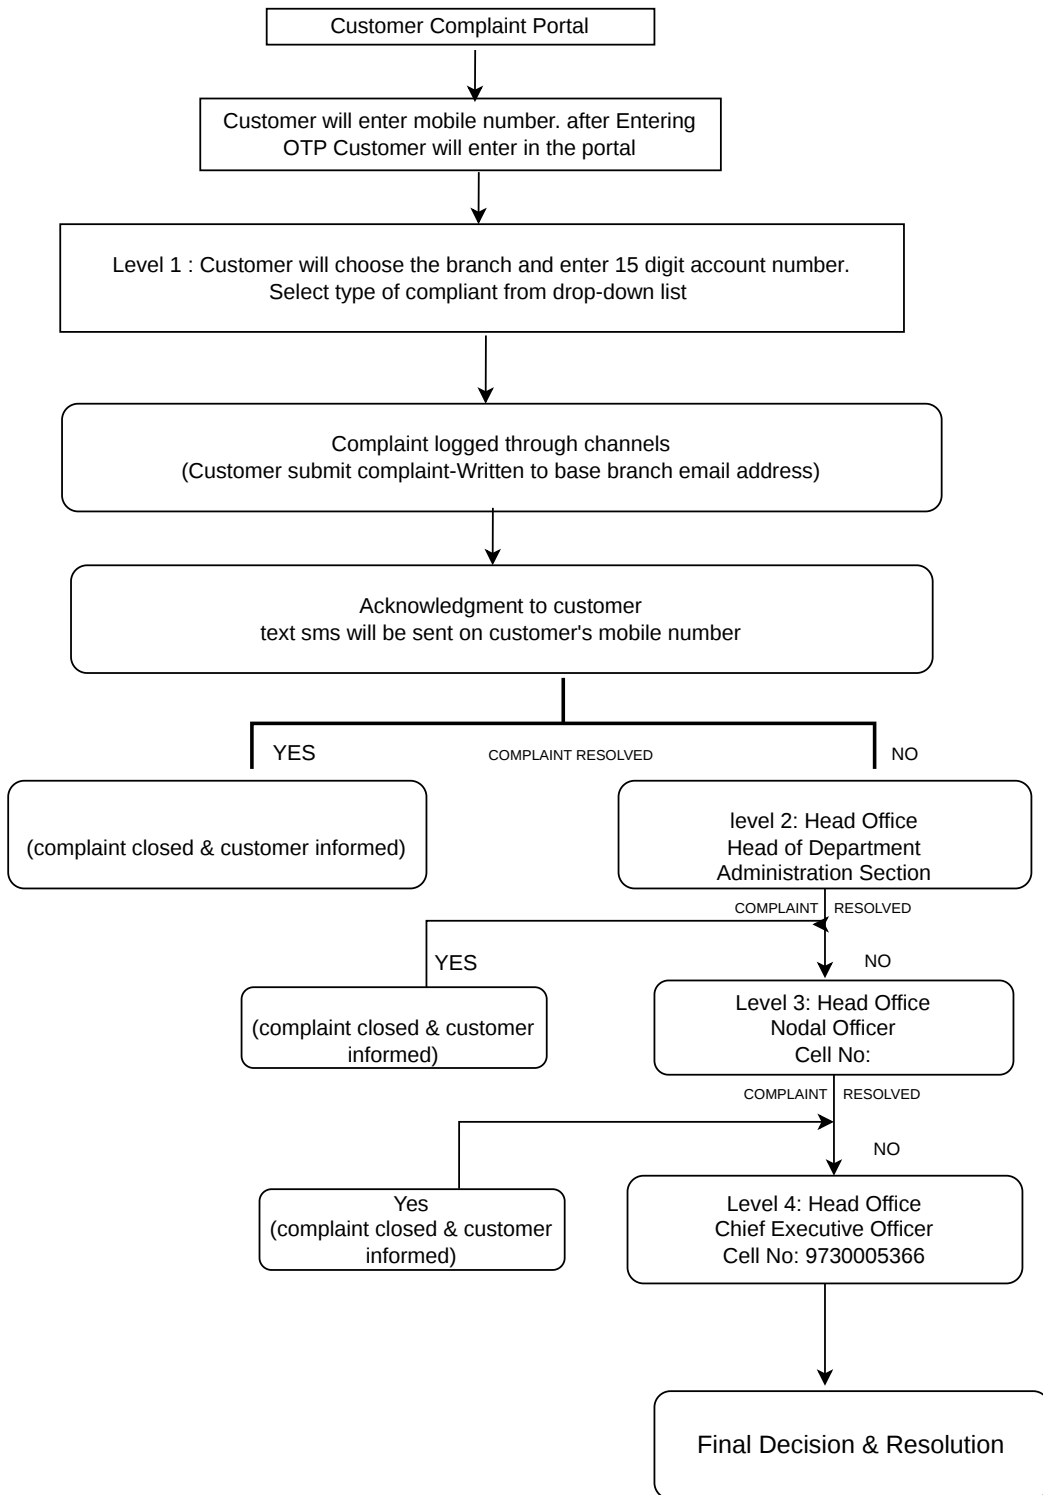 Customer Complaint Portal
Customer will enter mobile number. after Entering
OTP Customer will enter in the portal
Level 1 : Customer will choose the branch and enter 15 digit account number.
Select type of compliant from drop-down list
Complaint logged through channels
(Customer submit complaint-Written to base branch email address)
Acknowledgment to customer
text sms will be sent on customer's mobile number
YES
COMPLAINT RESOLVED
NO
(complaint closed & customer informed)
level 2: Head Office
Head of Department
Administration Section
COMPLAINT RESOLVED
YES
NO
(complaint closed & customer
informed)
Level 3: Head Office
Nodal Officer
Cell No:
COMPLAINT RESOLVED
NO
Yes
(complaint closed & customer
informed)
Level 4: Head Office
Chief Executive Officer
Cell No: 9730005366
Final Decision & Resolution